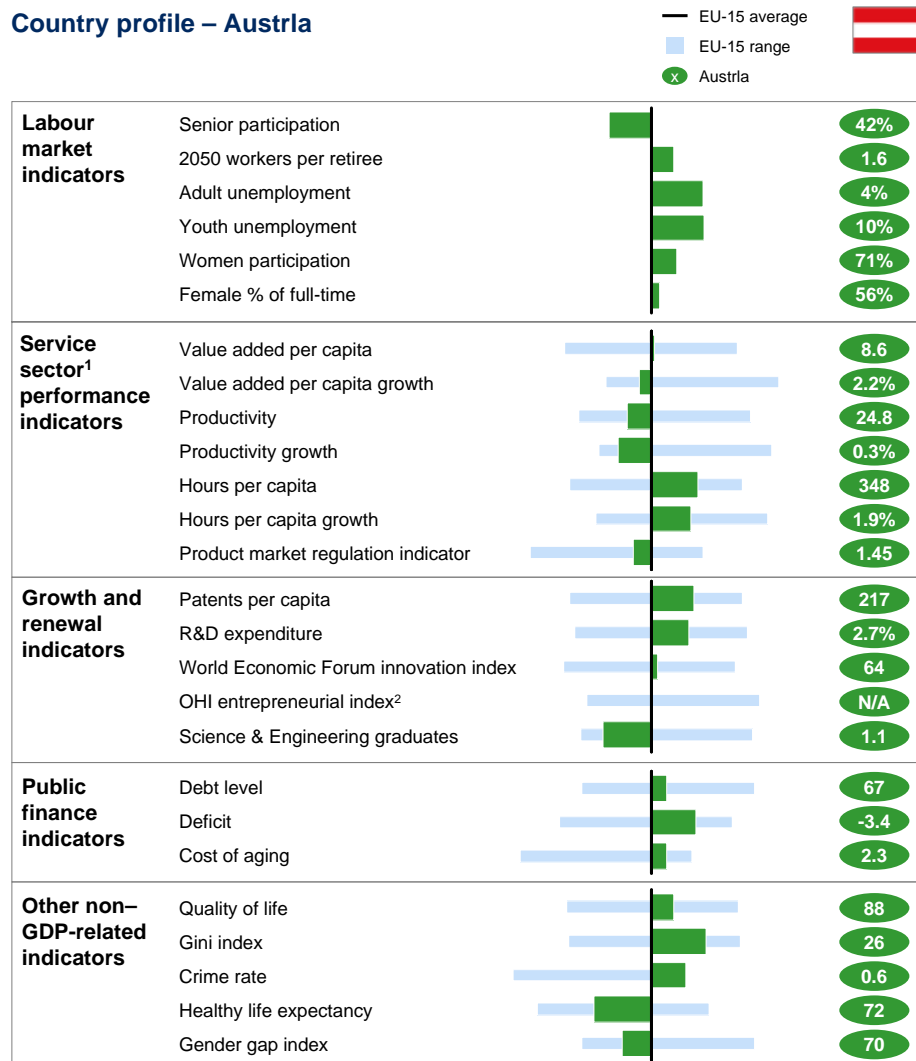 Country profile – Austrla
EU-15 average
EU-15 range
x Austrla
Labour
market
indicators
Senior participation 42%
2050 workers per retiree 1.6
Adult unemployment 4%
Youth unemployment 10%
Women participation 71%
Female % of full-time 56%
Service
sector¹
performance
indicators
Value added per capita 8.6
Value added per capita growth 2.2%
Productivity 24.8
Productivity growth 0.3%
Hours per capita 348
Hours per capita growth 1.9%
Product market regulation indicator 1.45
Growth and
renewal
indicators
Patents per capita 217
R&D expenditure 2.7%
World Economic Forum innovation index 64
OHI entrepreneurial index² N/A
Science & Engineering graduates 1.1
Public
finance
indicators
Debt level 67
Deficit -3.4
Cost of aging 2.3
Other non–
GDP-related
indicators
Quality of life 88
Gini index 26
Crime rate 0.6
Healthy life expectancy 72
Gender gap index 70